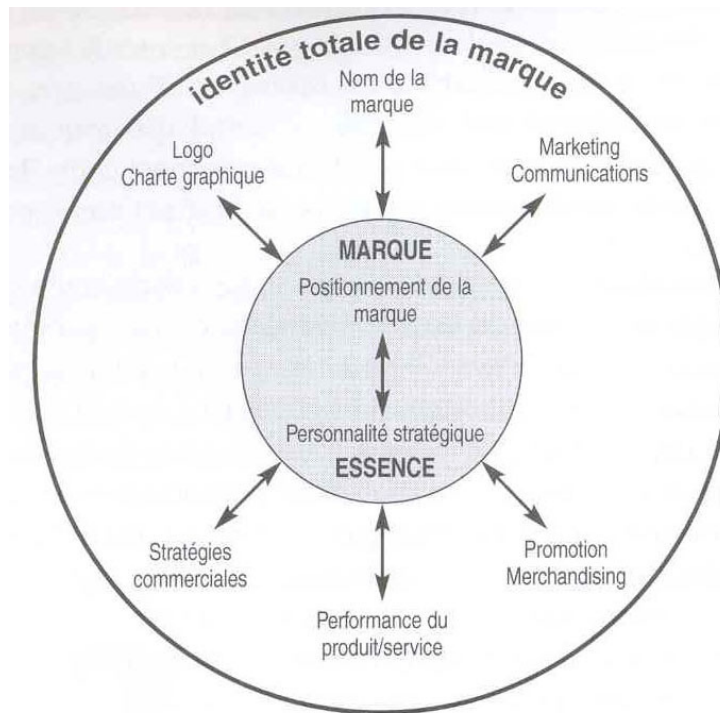 identité totale de la marque
Nom de la
marque
Logo
Charte graphique
Marketing
Communications
MARQUE
Positionnement de la
marque
Personnalité stratégique
ESSENCE
Stratégies
commerciales
Promotion
Merchandising
Performance du
produit/service